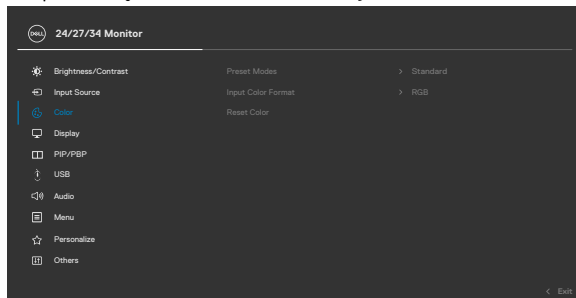 DELL 24/27/34 Monitor
Brightness/Contrast Preset Modes > Standard
Input Source Input Color Format > RGB
Color Reset Color
Display
PIP/PBP
USB
Audio
Menu
Personalize
Others
< Exit